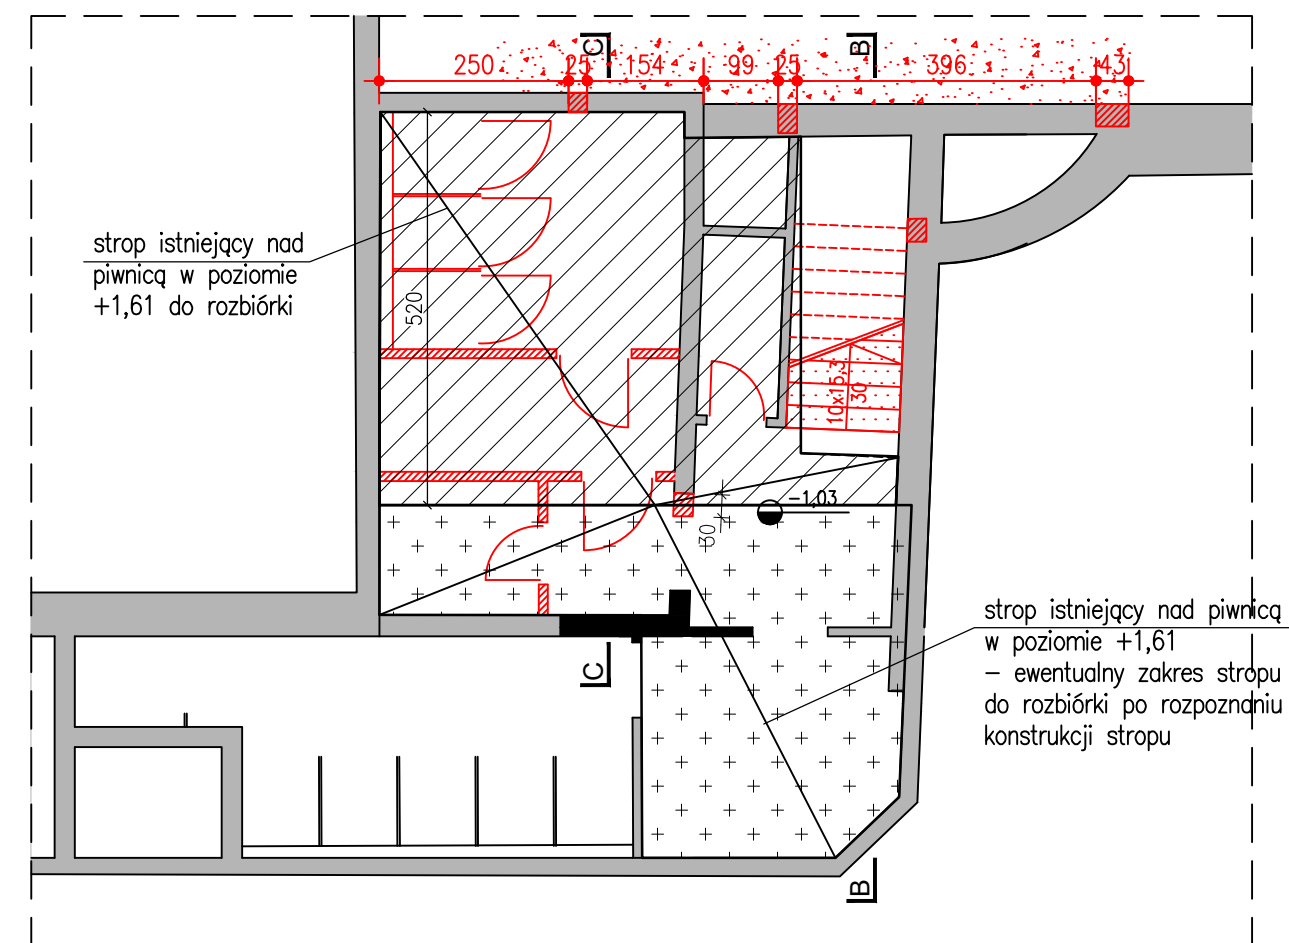 C
B
250
25
154
99
25
396
43
strop istniejący nad
piwnicą w poziomie
+1,61 do rozbiórki
520
10x15,3
30
-1,03
30
strop istniejący nad piwnicą
w poziomie +1,61
– ewentualny zakres stropu
do rozbiórki po rozpoznaniu
konstrukcji stropu
C
B